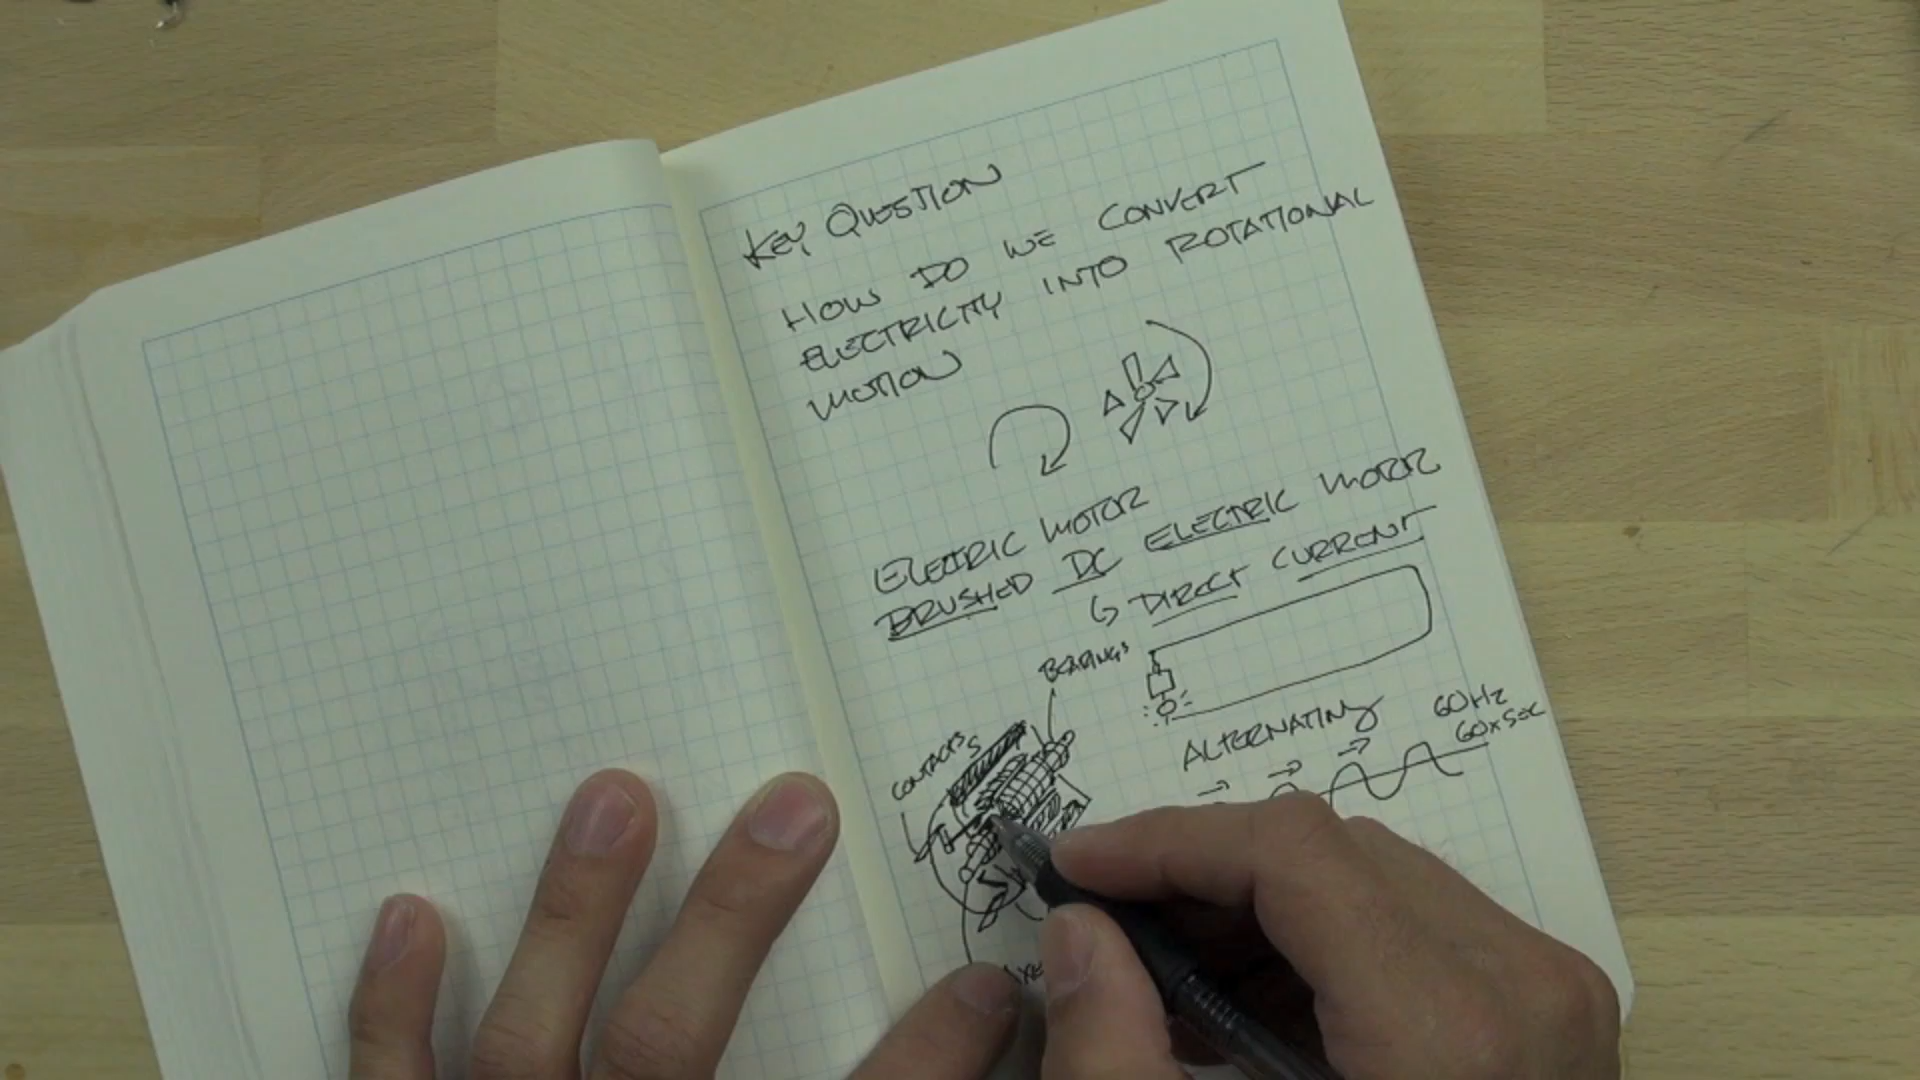 KEY QUESTION
HOW DO WE CONVERT
ELECTRICITY INTO ROTATIONAL
MOTION
ELECTRIC MOTOR
BRUSHED DC ELECTRIC MOTOR
DIRECT CURRENT
BEARINGS
CONTACTS
ALTERNATING
60Hz
60xSEC